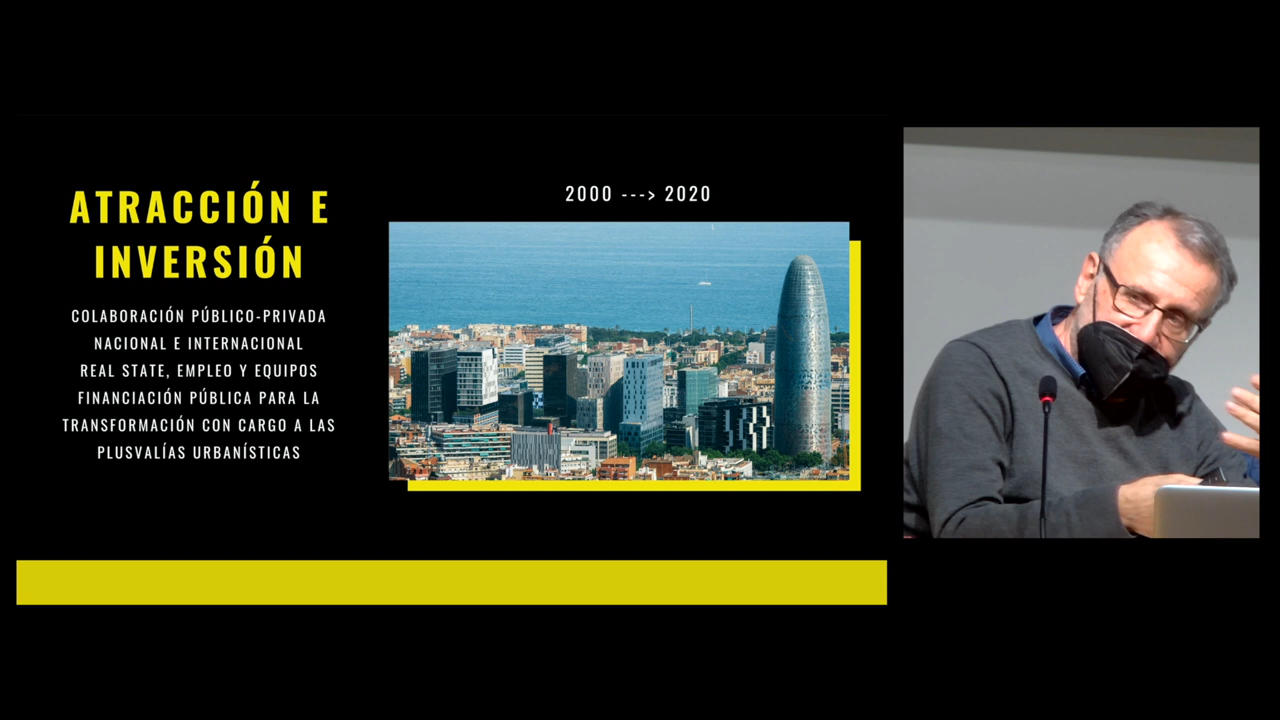 ATRACCIÓN E
INVERSIÓN
COLABORACIÓN PÚBLICO-PRIVADA
NACIONAL E INTERNACIONAL
REAL STATE, EMPLEO Y EQUIPOS
FINANCIACIÓN PÚBLICA PARA LA
TRANSFORMACIÓN CON CARGO A LAS
PLUSVALÍAS URBANÍSTICAS
2000 ---> 2020